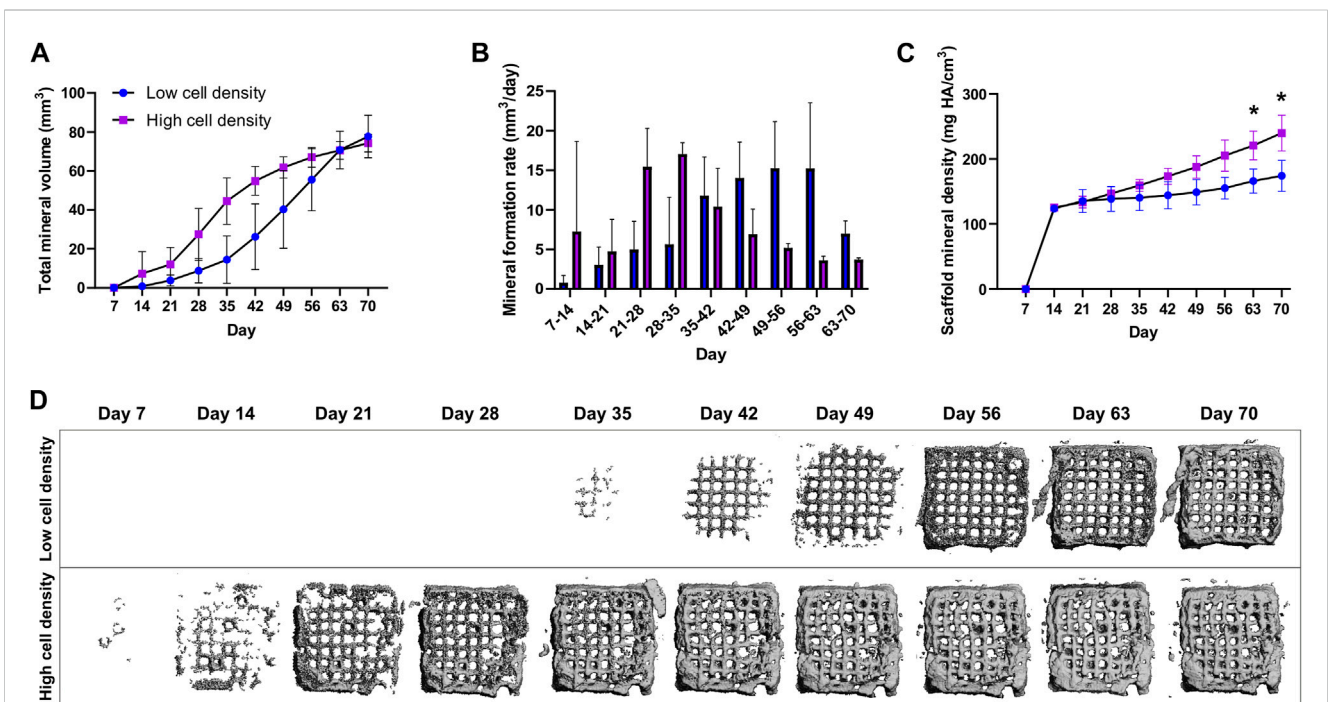 A
B
C
Total mineral volume (mm³)
100
80
60
40
20
0
Low cell density
High cell density
7 14 21 28 35 42 49 56 63 70
Day
Mineral formation rate (mm³/day)
25
20
15
10
5
0
7-14 14-21 21-28 28-35 35-42 42-49 49-56 56-63 63-70
Day
Scaffold mineral density (mg HA/cm³)
300
200
100
0
* *
7 14 21 28 35 42 49 56 63 70
Day
D
Day 7 Day 14 Day 21 Day 28 Day 35 Day 42 Day 49 Day 56 Day 63 Day 70
Low cell density
High cell density